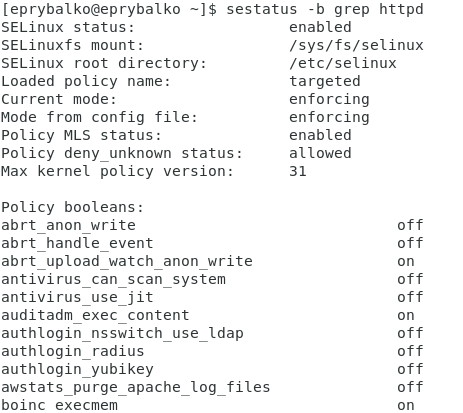 [eprybalko@eprybalko ~]$ sestatus -b grep httpd
SELinux status:                 enabled
SELinuxfs mount:                /sys/fs/selinux
SELinux root directory:         /etc/selinux
Loaded policy name:             targeted
Current mode:                   enforcing
Mode from config file:          enforcing
Policy MLS status:              enabled
Policy deny_unknown status:     allowed
Max kernel policy version:      31

Policy booleans:
abrt_anon_write                             off
abrt_handle_event                           off
abrt_upload_watch_anon_write                on
antivirus_can_scan_system                   off
antivirus_use_jit                           off
auditadm_exec_content                       on
authlogin_nsswitch_use_ldap                 off
authlogin_radius                            off
authlogin_yubikey                           off
awstats_purge_apache_log_files              off
boinc_execmem                               on